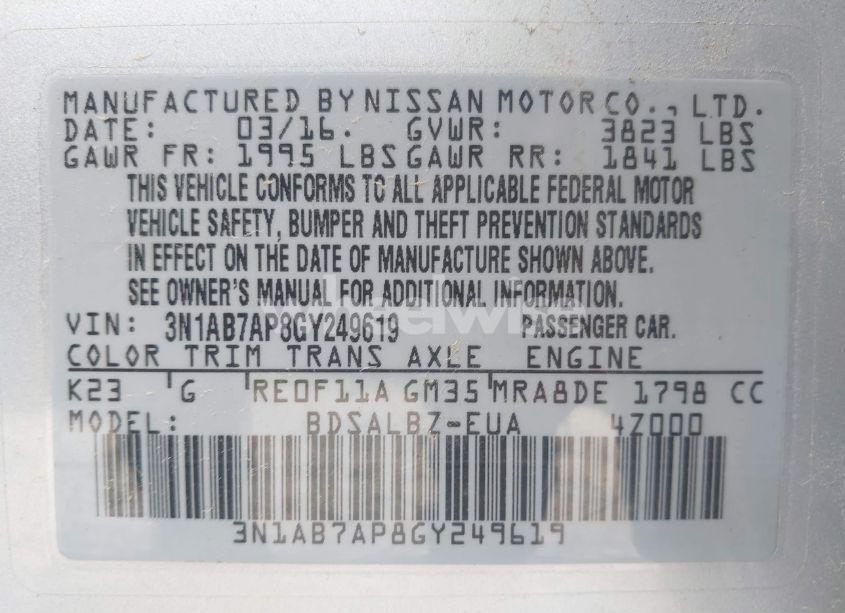 MANUFACTURED BY NISSAN MOTOR CO., LTD.
DATE: 03/16. GVWR: 3823 LBS
GAWR FR: 1995 LBS GAWR RR: 1841 LBS
THIS VEHICLE CONFORMS TO ALL APPLICABLE FEDERAL MOTOR
VEHICLE SAFETY, BUMPER AND THEFT PREVENTION STANDARDS
IN EFFECT ON THE DATE OF MANUFACTURE SHOWN ABOVE.
SEE OWNER'S MANUAL FOR ADDITIONAL INFORMATION.
wheelwise
VIN: 3N1AB7AP8GY249619 PASSENGER CAR.
COLOR TRIM TRANS AXLE ENGINE
K23 G RE0F11A GM35 MRA8DE 1798 CC
MODEL: BDSALBZ-EUA 4Z000
3N1AB7AP8GY249619